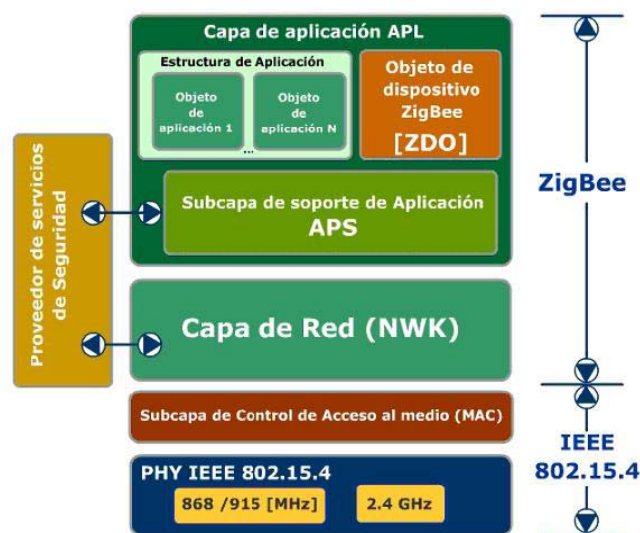 Capa de aplicación APL
Estructura de Aplicación
Objeto
de
aplicación 1
Objeto
de
aplicación N
...
Objeto de
dispositivo
ZigBee
[ZDO]
Subcapa de soporte de Aplicación
APS
Proveedor de servicios
de Seguridad
Capa de Red (NWK)
Subcapa de Control de Acceso al medio (MAC)
PHY IEEE 802.15.4
868 /915 [MHz]
2.4 GHz
ZigBee
IEEE
802.15.4